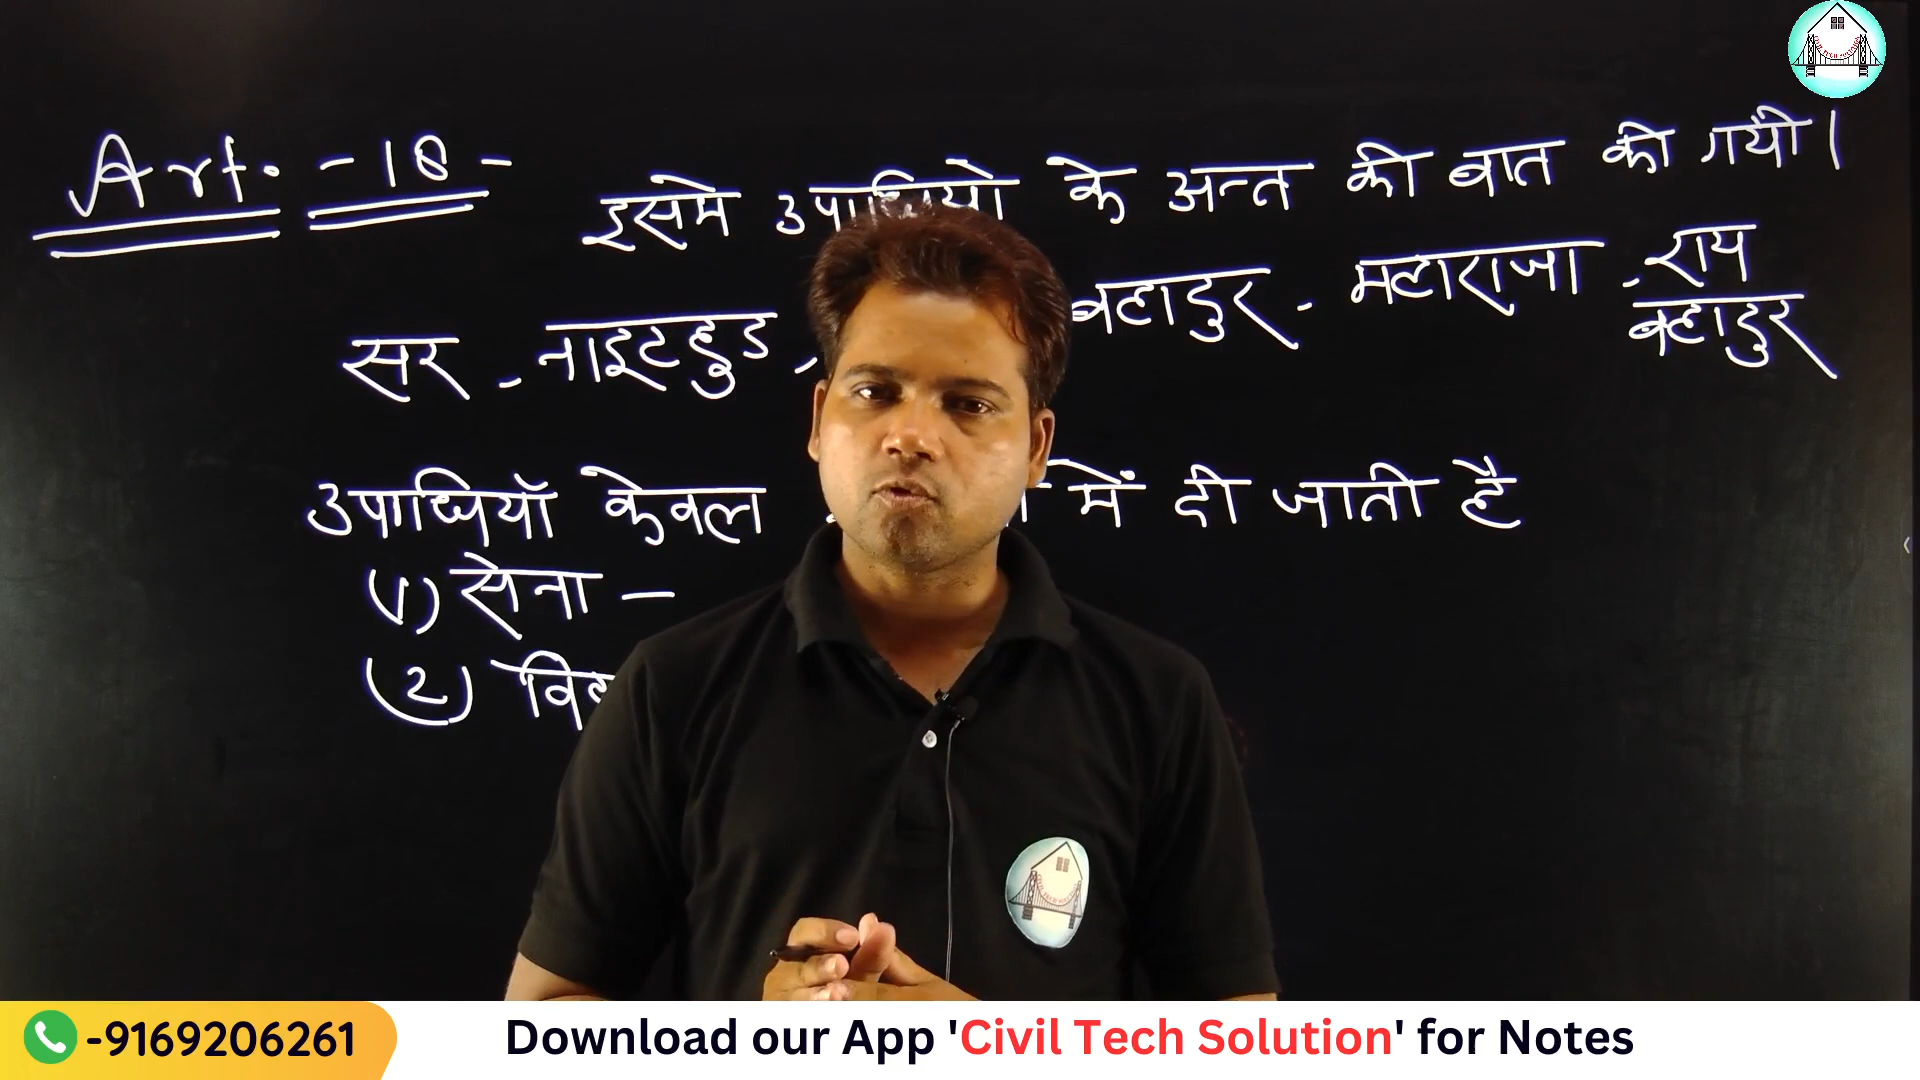 Art. - 18 - इसमे उपाधियो के अन्त की बात की गयी।
सर - नाइटहुड, बहादुर - महाराजा - राय बहादुर
उपाधियाँ केवल में दी जाती है
(1) सेना -
(2)
-9169206261
Download our App 'Civil Tech Solution' for Notes